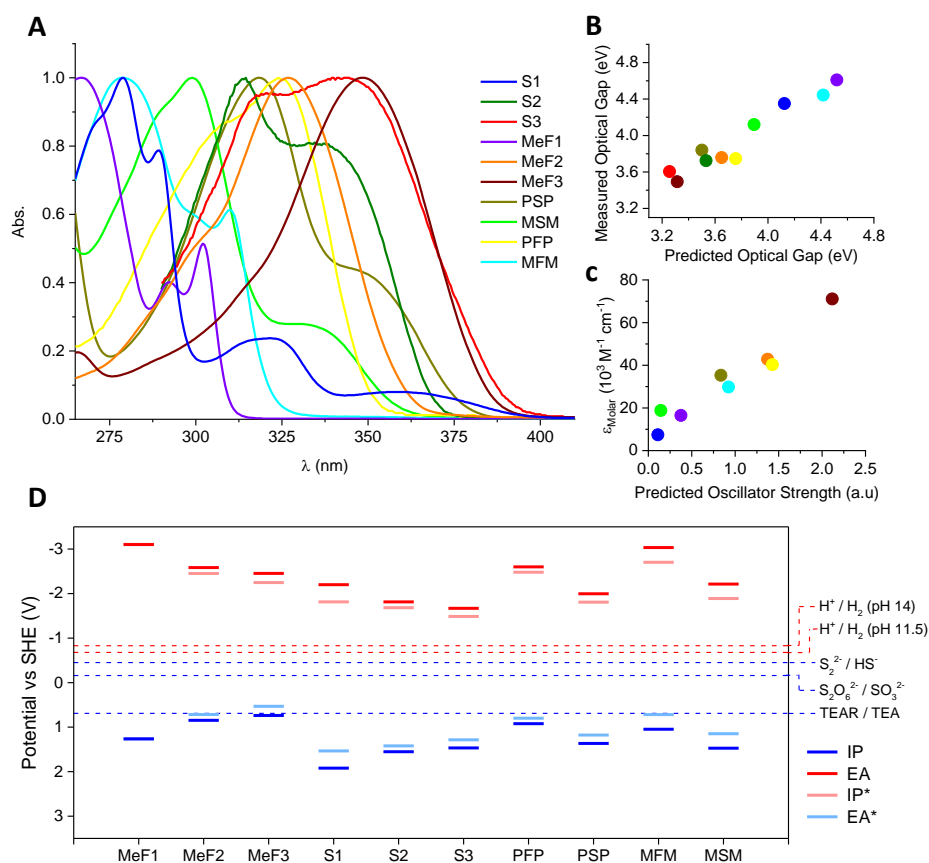 A
Abs.
1.0
0.8
0.6
0.4
0.2
0.0
275
300
325
350
375
400
λ (nm)
S1
S2
S3
MeF1
MeF2
MeF3
PSP
MSM
PFP
MFM
B
Measured Optical Gap (eV)
4.8
4.4
4.0
3.6
3.2
3.2
3.6
4.0
4.4
4.8
Predicted Optical Gap (eV)
C
εMolar (10³ M⁻¹ cm⁻¹)
80
60
40
20
0
0.0
0.5
1.0
1.5
2.0
2.5
Predicted Oscillator Strength (a.u)
D
Potential vs SHE (V)
-3
-2
-1
0
1
2
3
H⁺ / H₂ (pH 14)
H⁺ / H₂ (pH 11.5)
S₂²⁻ / HS⁻
S₂O₆²⁻ / SO₃²⁻
TEAR / TEA
IP
EA
IP*
EA*
MeF1
MeF2
MeF3
S1
S2
S3
PFP
PSP
MFM
MSM